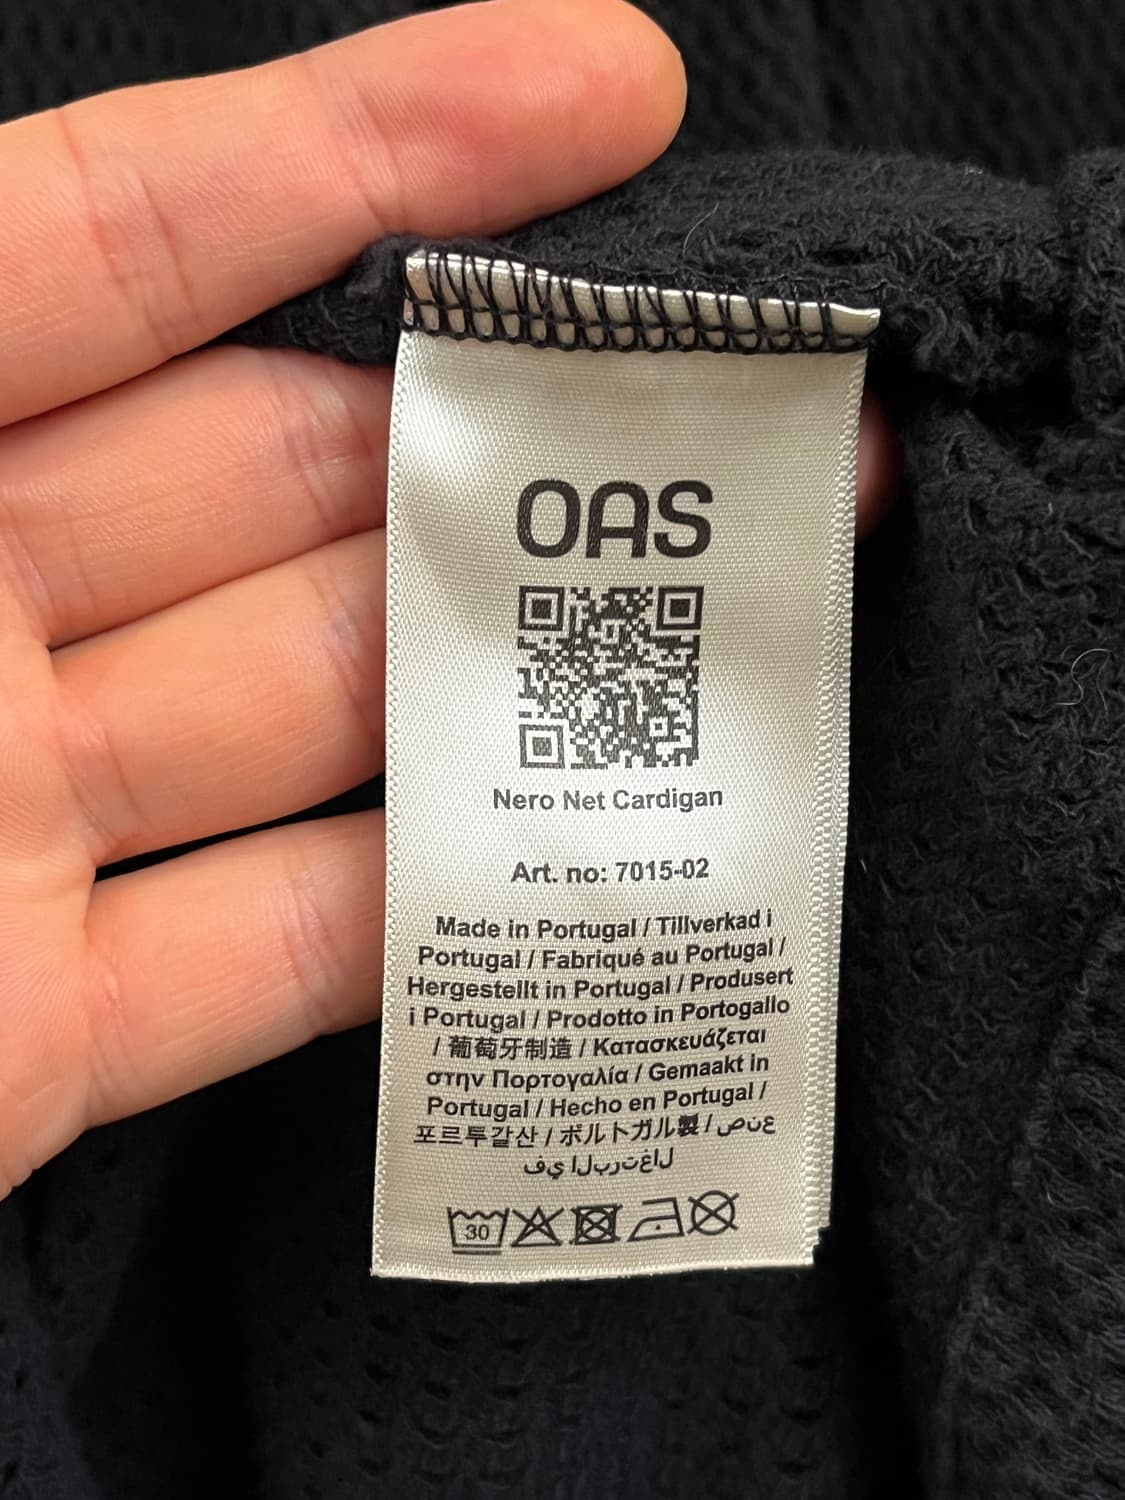 OAS
Nero Net Cardigan
Art. no: 7015-02
Made in Portugal / Tillverkad i
Portugal / Fabriqué au Portugal /
Hergestellt in Portugal / Produsert
i Portugal / Prodotto in Portogallo
/ 葡萄牙制造 / Κατασκευάζεται
στην Πορτογαλία / Gemaakt in
Portugal / Hecho en Portugal /
포르투갈산 / ポルトガル製 / صنع
في البرتغال
30